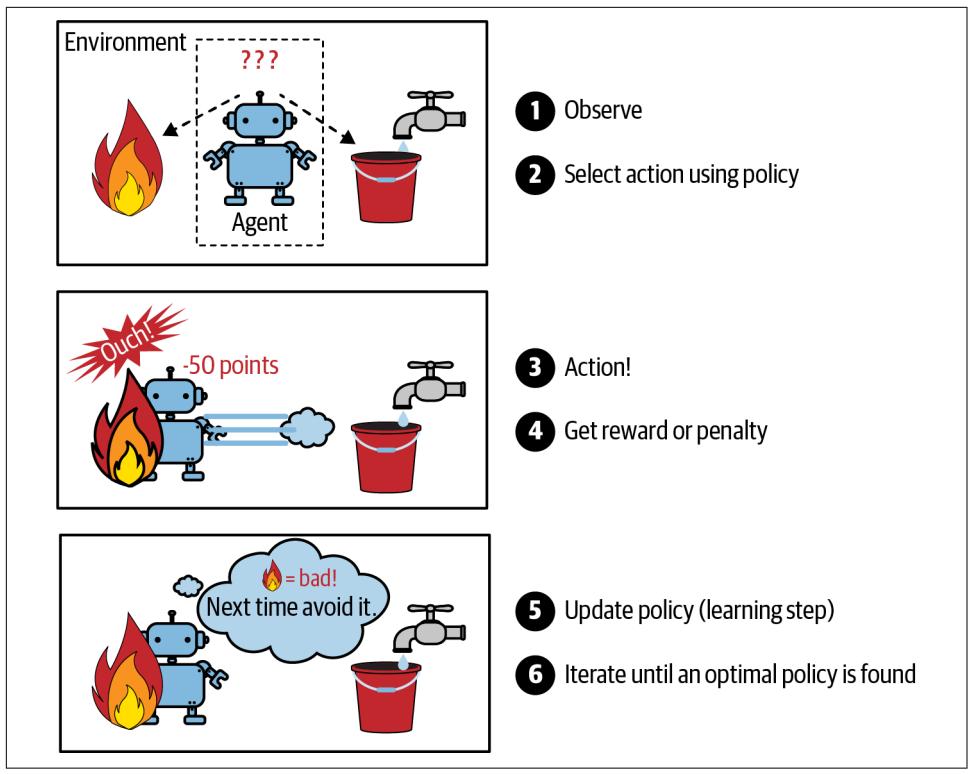 Environment
???
Agent
1 Observe
2 Select action using policy
Ouch!
-50 points
3 Action!
4 Get reward or penalty
= bad!
Next time avoid it.
5 Update policy (learning step)
6 Iterate until an optimal policy is found